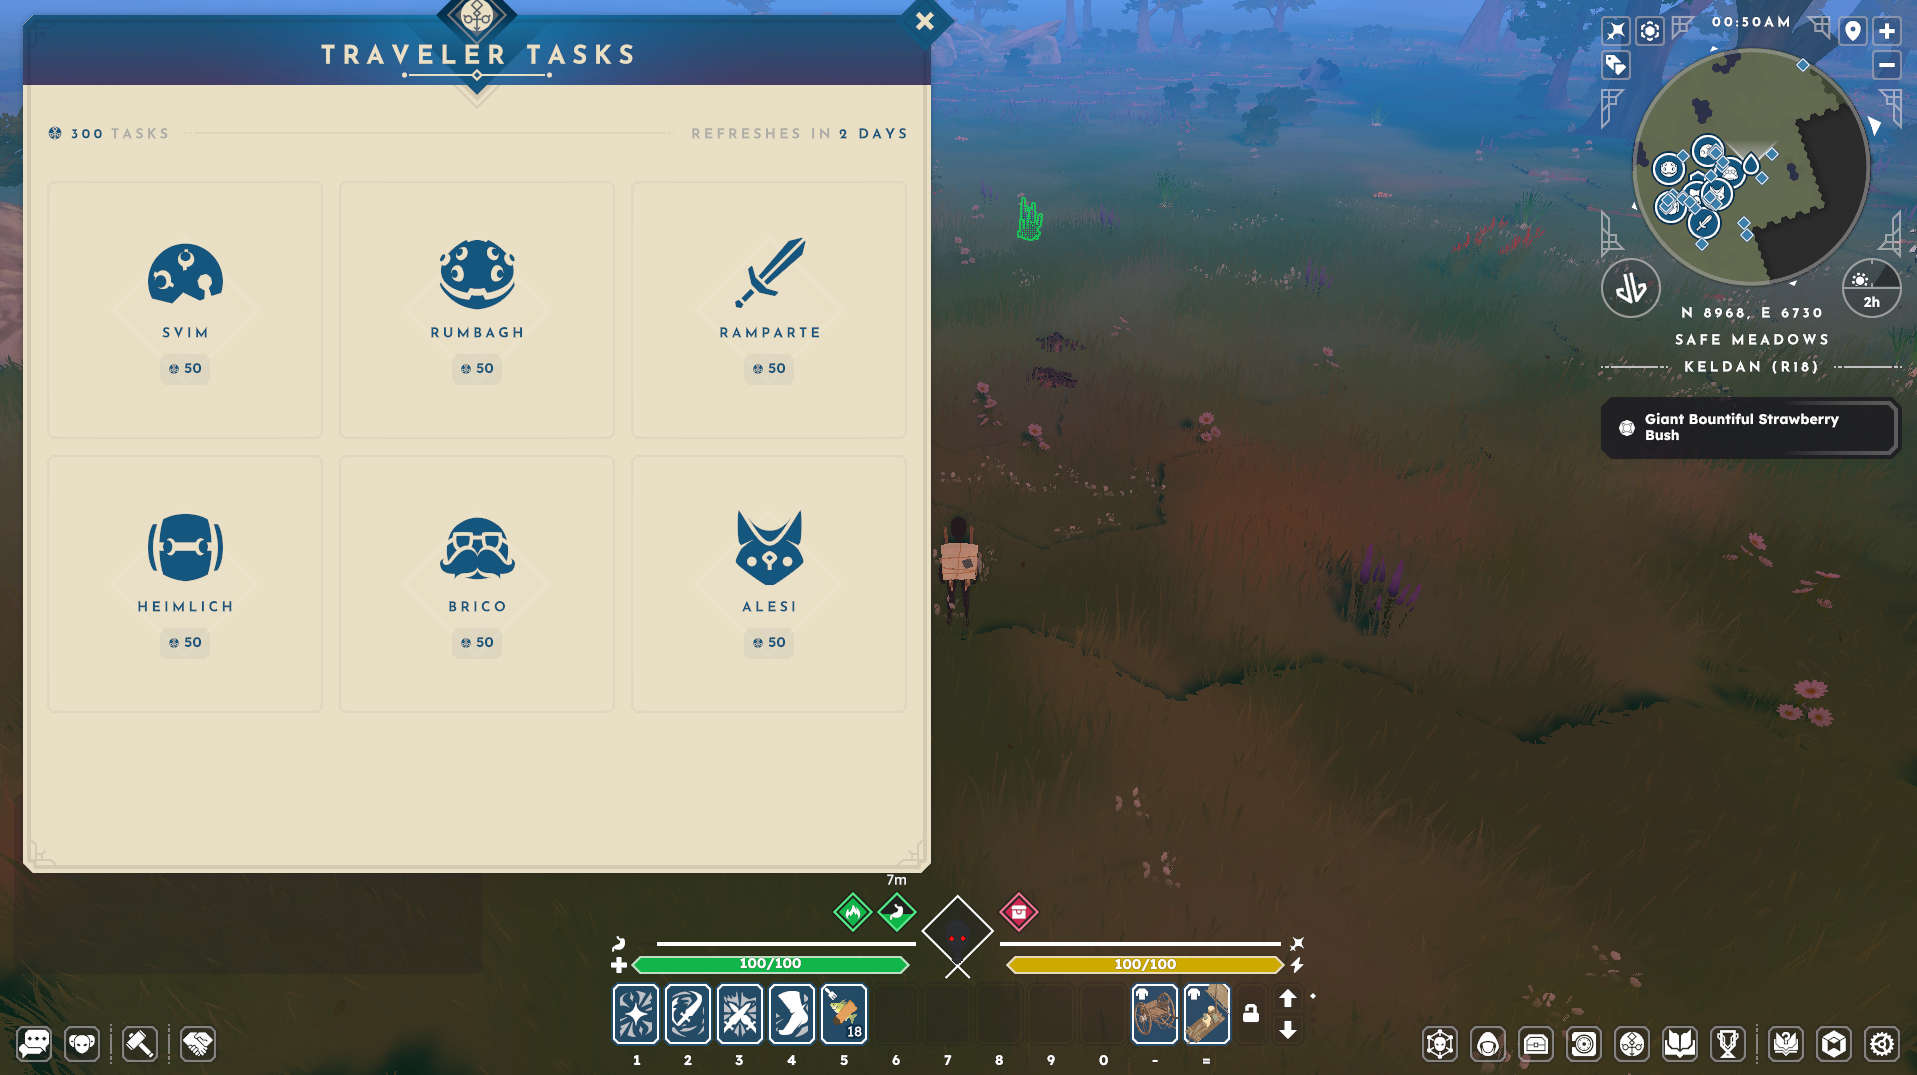 TRAVELER TASKS
300 TASKS
REFRESHES IN 2 DAYS
SVIM
50
RUMBAGH
50
RAMPARTE
50
HEIMLICH
50
BRICO
50
ALESI
50
00:50AM
2h
N 8968, E 6730
SAFE MEADOWS
KELDAN (R18)
Giant Bountiful Strawberry
Bush
7m
100/100
100/100
18
1 2 3 4 5 6 7 8 9 0 - =